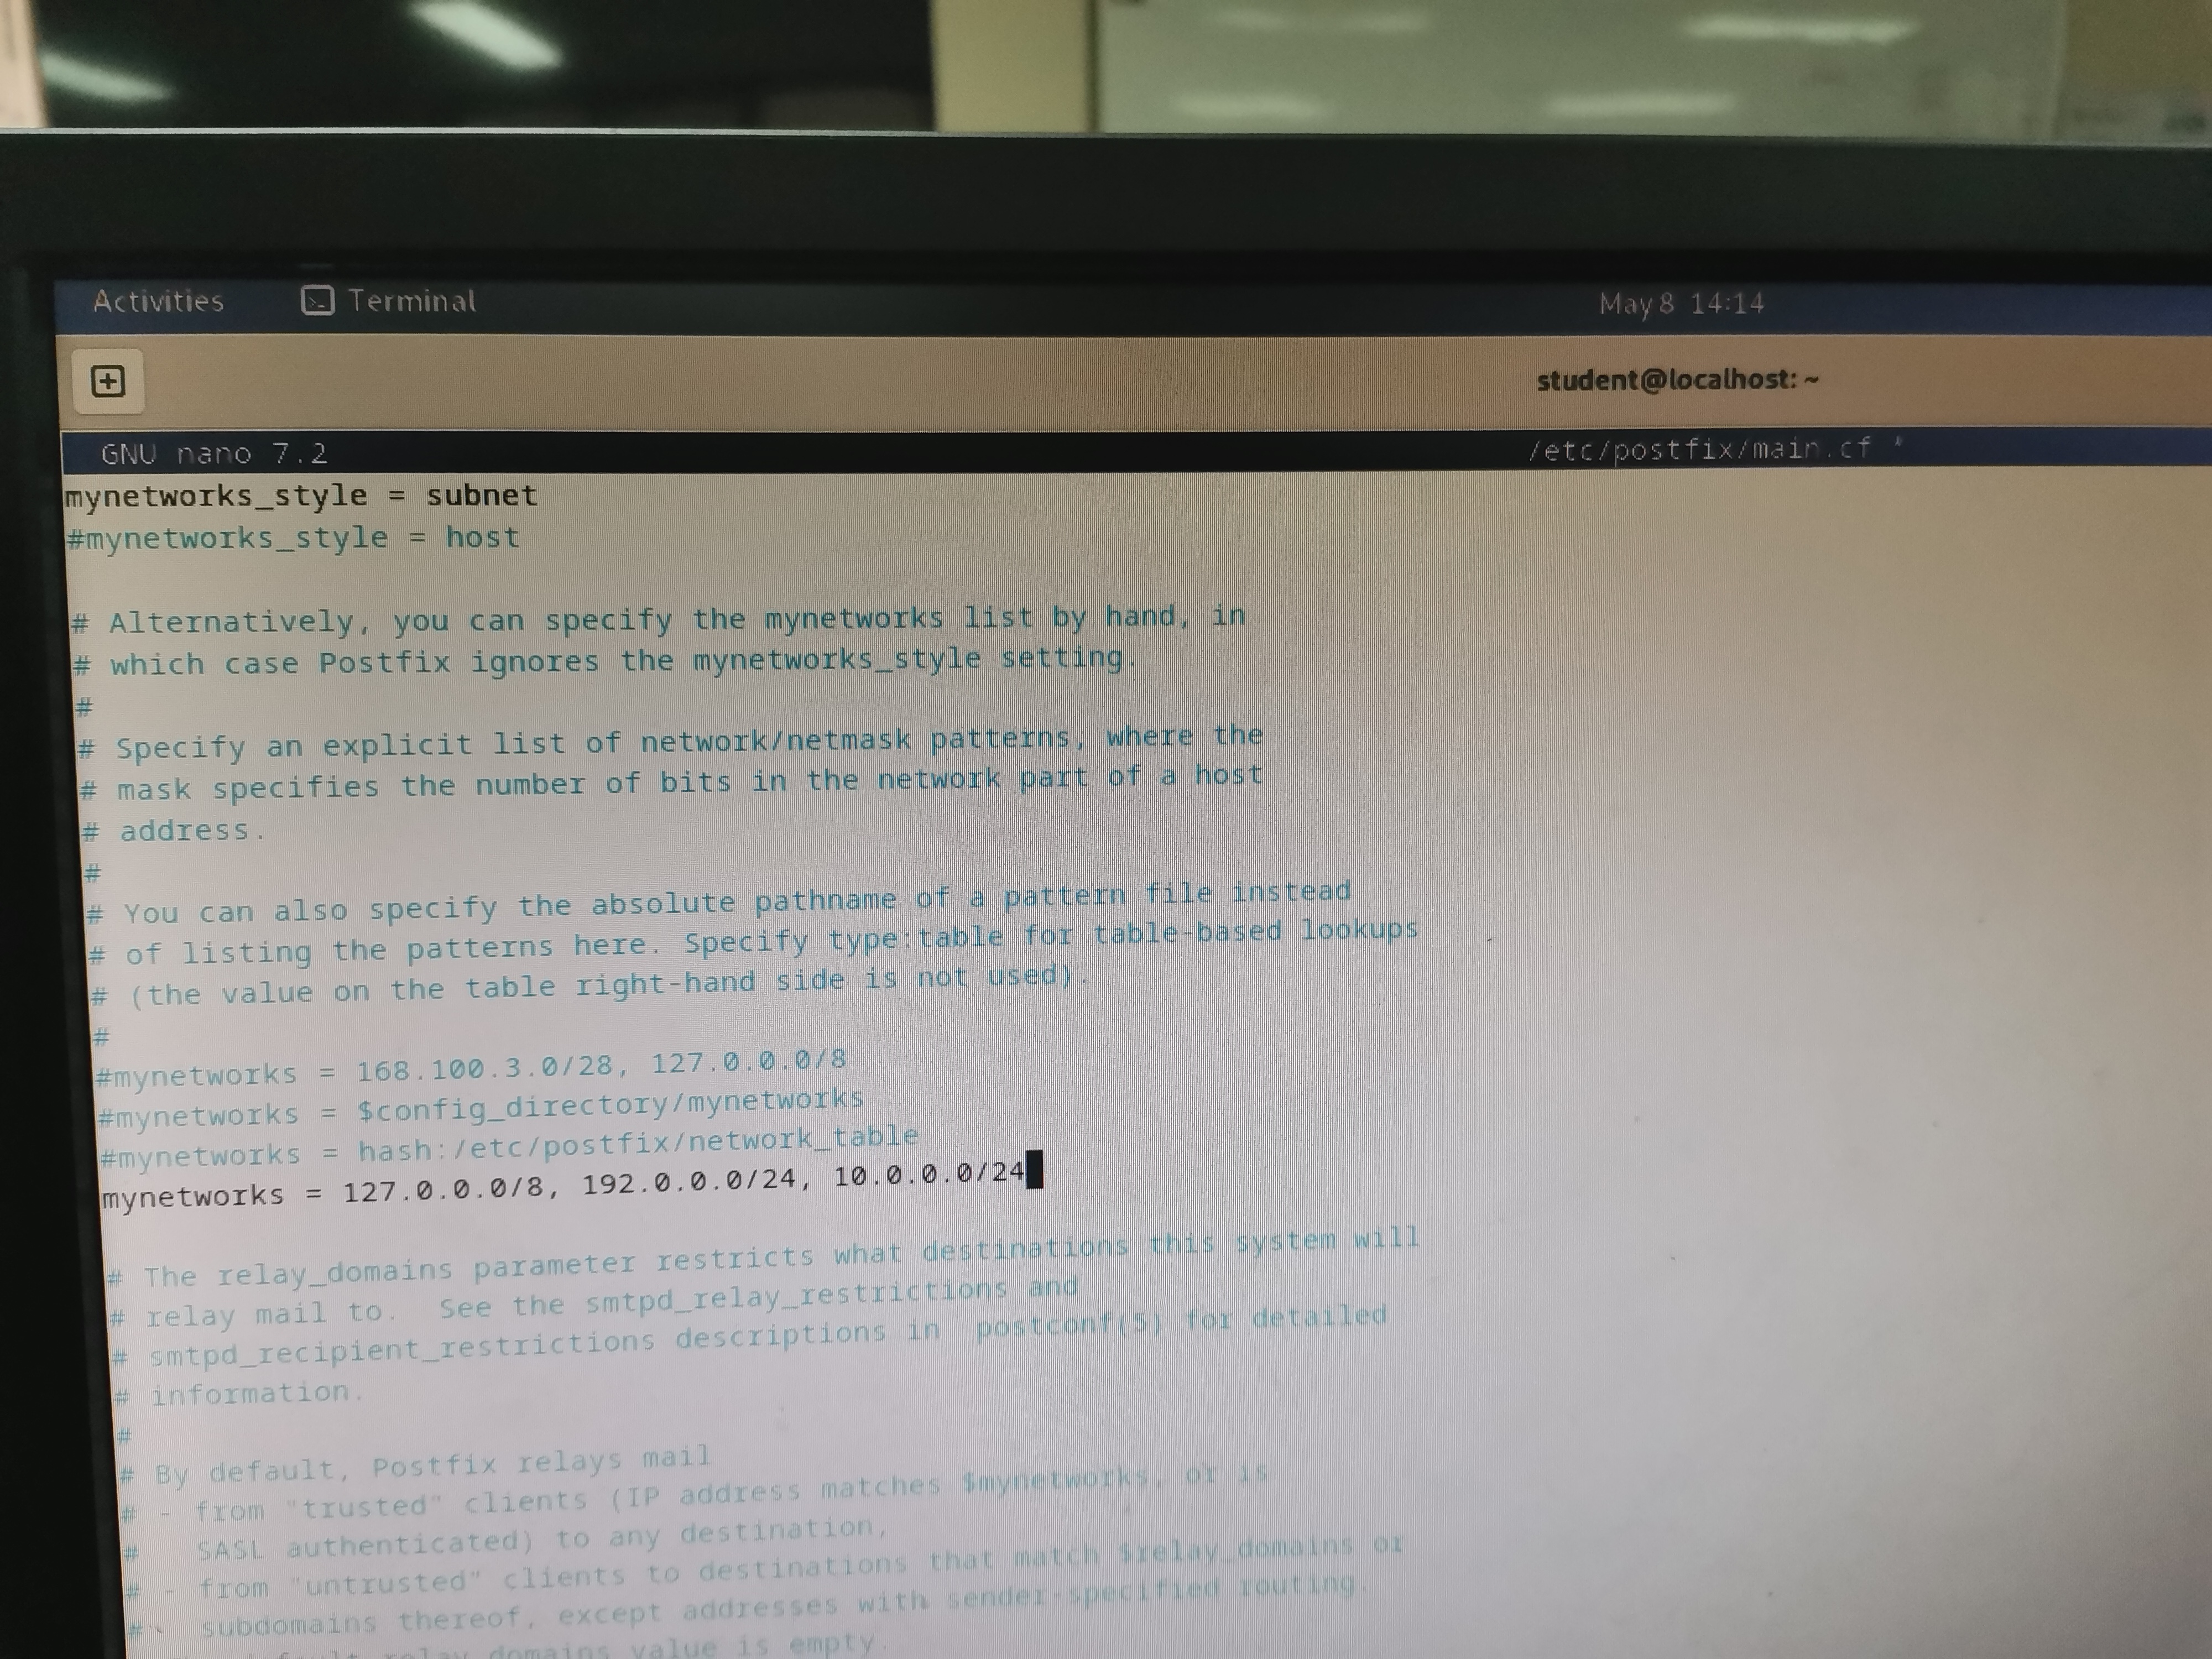 Activities Terminal May 8 14:14
student@localhost: ~
GNU nano 7.2 /etc/postfix/main.cf *
mynetworks_style = subnet
#mynetworks_style = host
# Alternatively, you can specify the mynetworks list by hand, in
# which case Postfix ignores the mynetworks_style setting.
#
# Specify an explicit list of network/netmask patterns, where the
# mask specifies the number of bits in the network part of a host
# address.
#
# You can also specify the absolute pathname of a pattern file instead
# of listing the patterns here. Specify type:table for table-based lookups
# (the value on the table right-hand side is not used).
#
#mynetworks = 168.100.3.0/28, 127.0.0.0/8
#mynetworks = $config_directory/mynetworks
#mynetworks = hash:/etc/postfix/network_table
mynetworks = 127.0.0.0/8, 192.0.0.0/24, 10.0.0.0/24
# The relay_domains parameter restricts what destinations this system will
# relay mail to.  See the smtpd_relay_restrictions and
# smtpd_recipient_restrictions descriptions in  postconf(5) for detailed
# information.
#
# By default, Postfix relays mail
# - from "trusted" clients (IP address matches $mynetworks, or is
#   SASL authenticated) to any destination,
# - from "untrusted" clients to destinations that match $relay_domains or
#   subdomains thereof, except addresses with sender-specified routing.
relay_domains value is empty.